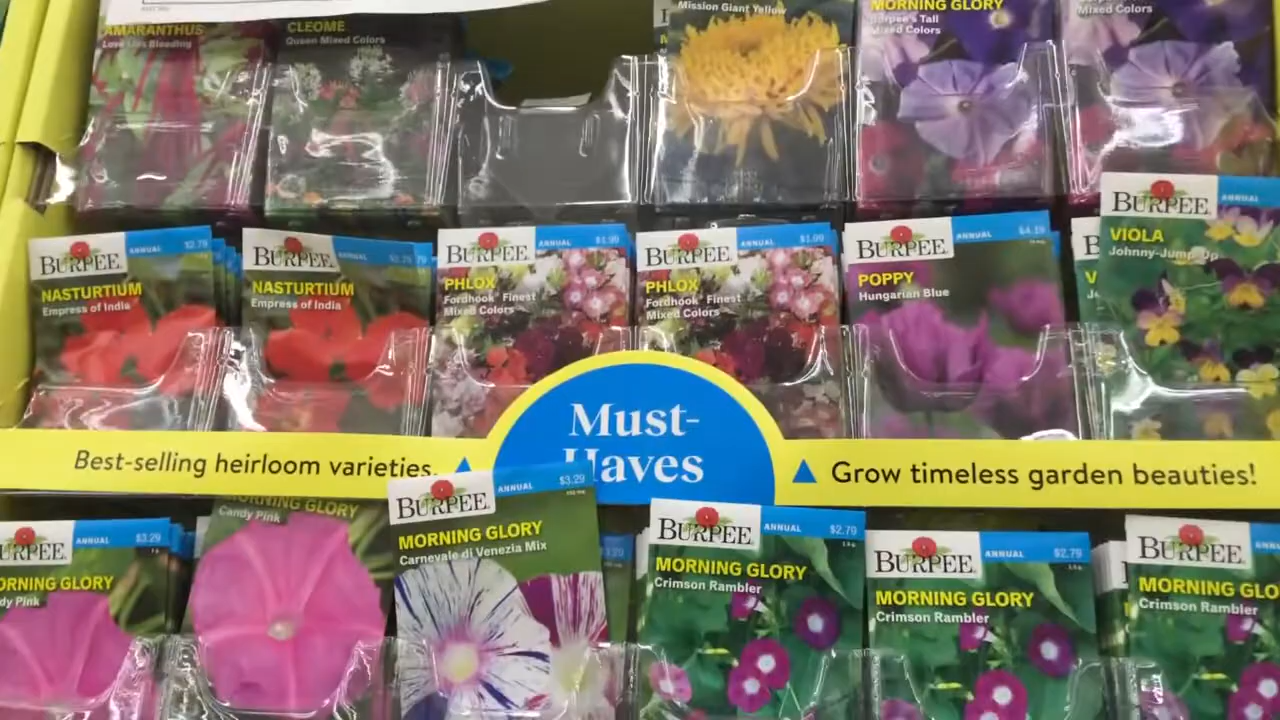 AMARANTHUS
Love Lies Bleeding
CLEOME
Queen Mixed Colors
Mission Giant Yellow
MORNING GLORY
Burpee's Tall
Mixed Colors
Mixed Colors
BURPEE
ANNUAL
$2.79
NASTURTIUM
Empress of India
BURPEE
ANNUAL
NASTURTIUM
Empress of India
BURPEE
ANNUAL
$1.99
PHLOX
Fordhook Finest
Mixed Colors
BURPEE
ANNUAL
$1.99
PHLOX
Fordhook Finest
Mixed Colors
BURPEE
ANNUAL
$4.19
POPPY
Hungarian Blue
BURPEE
ANNUAL
VIOLA
Johnny-Jump-Up
Best-selling heirloom varieties.
Must-
Haves
Grow timeless garden beauties!
BURPEE
ANNUAL
$3.29
ORNING GLORY
dy Pink
MORNING GLORY
Candy Pink
BURPEE
ANNUAL
$3.29
MORNING GLORY
Carnevale di Venezia Mix
BURPEE
ANNUAL
$2.79
MORNING GLORY
Crimson Rambler
BURPEE
ANNUAL
$2.79
MORNING GLORY
Crimson Rambler
BURPEE
MORNING GLO
Crimson Rambler